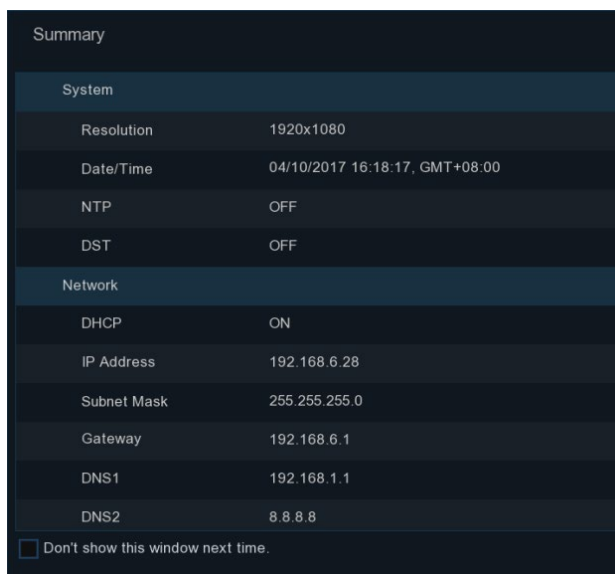 Summary
System
Resolution 1920x1080
Date/Time 04/10/2017 16:18:17, GMT+08:00
NTP OFF
DST OFF
Network
DHCP ON
IP Address 192.168.6.28
Subnet Mask 255.255.255.0
Gateway 192.168.6.1
DNS1 192.168.1.1
DNS2 8.8.8.8
Don't show this window next time.